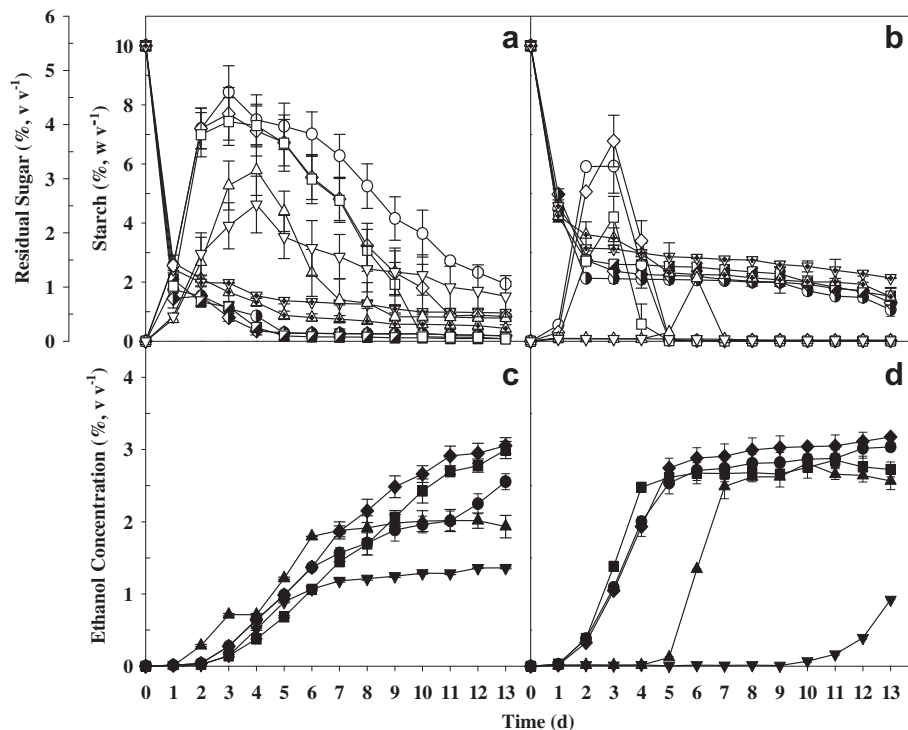 Residual Sugar (%, v v⁻¹)
6
5
4
3
2
1
0
Starch (%, w v⁻¹)
10
8
6
4
2
0
a
b
Ethanol Concentration (%, v v⁻¹)
4
3
2
1
0
c
d
0 1 2 3 4 5 6 7 8 9 10 11 12 13 0 1 2 3 4 5 6 7 8 9 10 11 12 13
Time (d)